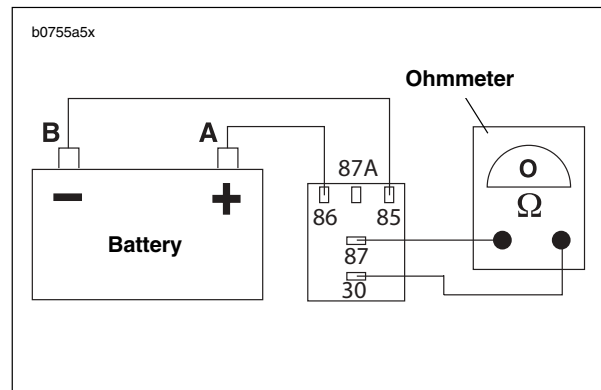 b0755a5x
Ohmmeter
B
A
87A
O
Ω
− +
86
85
Battery
87
30